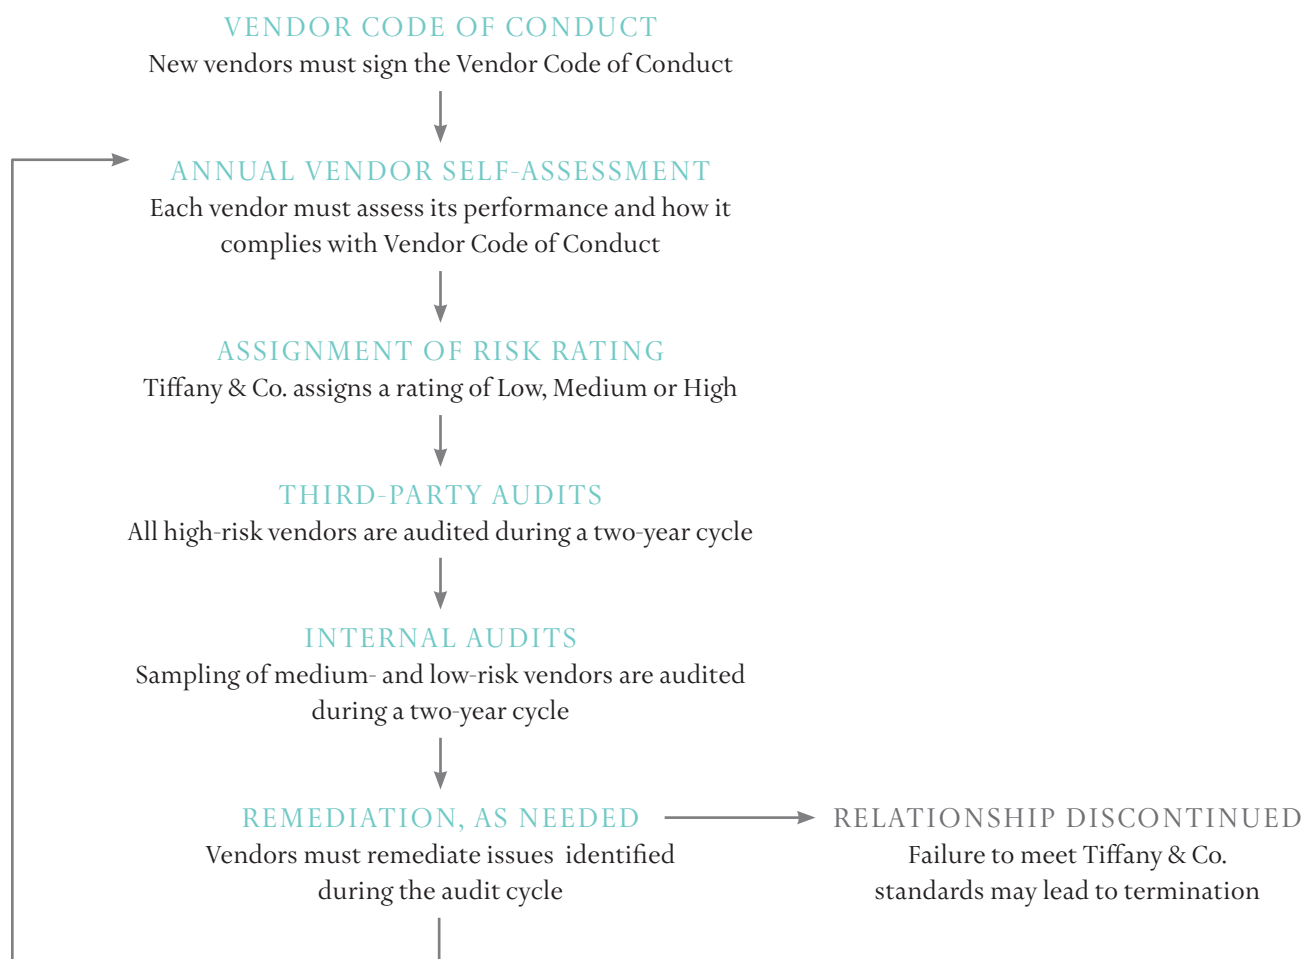 VENDOR CODE OF CONDUCT
New vendors must sign the Vendor Code of Conduct
ANNUAL VENDOR SELF-ASSESSMENT
Each vendor must assess its performance and how it
complies with Vendor Code of Conduct
ASSIGNMENT OF RISK RATING
Tiffany & Co. assigns a rating of Low, Medium or High
THIRD-PARTY AUDITS
All high-risk vendors are audited during a two-year cycle
INTERNAL AUDITS
Sampling of medium- and low-risk vendors are audited
during a two-year cycle
REMEDIATION, AS NEEDED
Vendors must remediate issues identified
during the audit cycle
RELATIONSHIP DISCONTINUED
Failure to meet Tiffany & Co.
standards may lead to termination